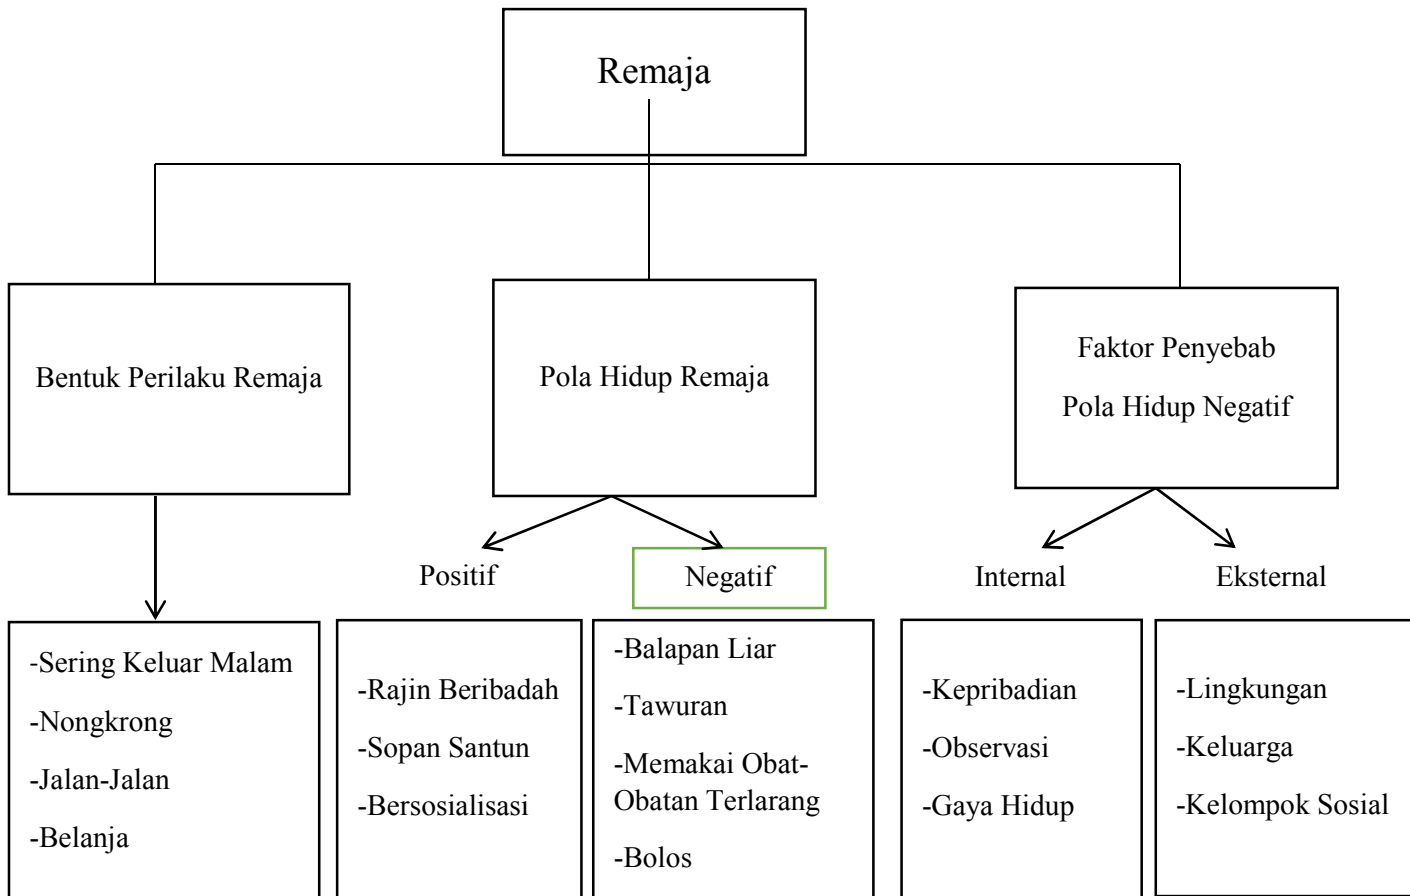 Remaja
Bentuk Perilaku Remaja
Pola Hidup Remaja
Faktor Penyebab
Pola Hidup Negatif
Positif
Negatif
Internal
Eksternal
-Sering Keluar Malam
-Nongkrong
-Jalan-Jalan
-Belanja
-Rajin Beribadah
-Sopan Santun
-Bersosialisasi
-Balapan Liar
-Tawuran
-Memakai Obat-
Obatan Terlarang
-Bolos
-Kepribadian
-Observasi
-Gaya Hidup
-Lingkungan
-Keluarga
-Kelompok Sosial